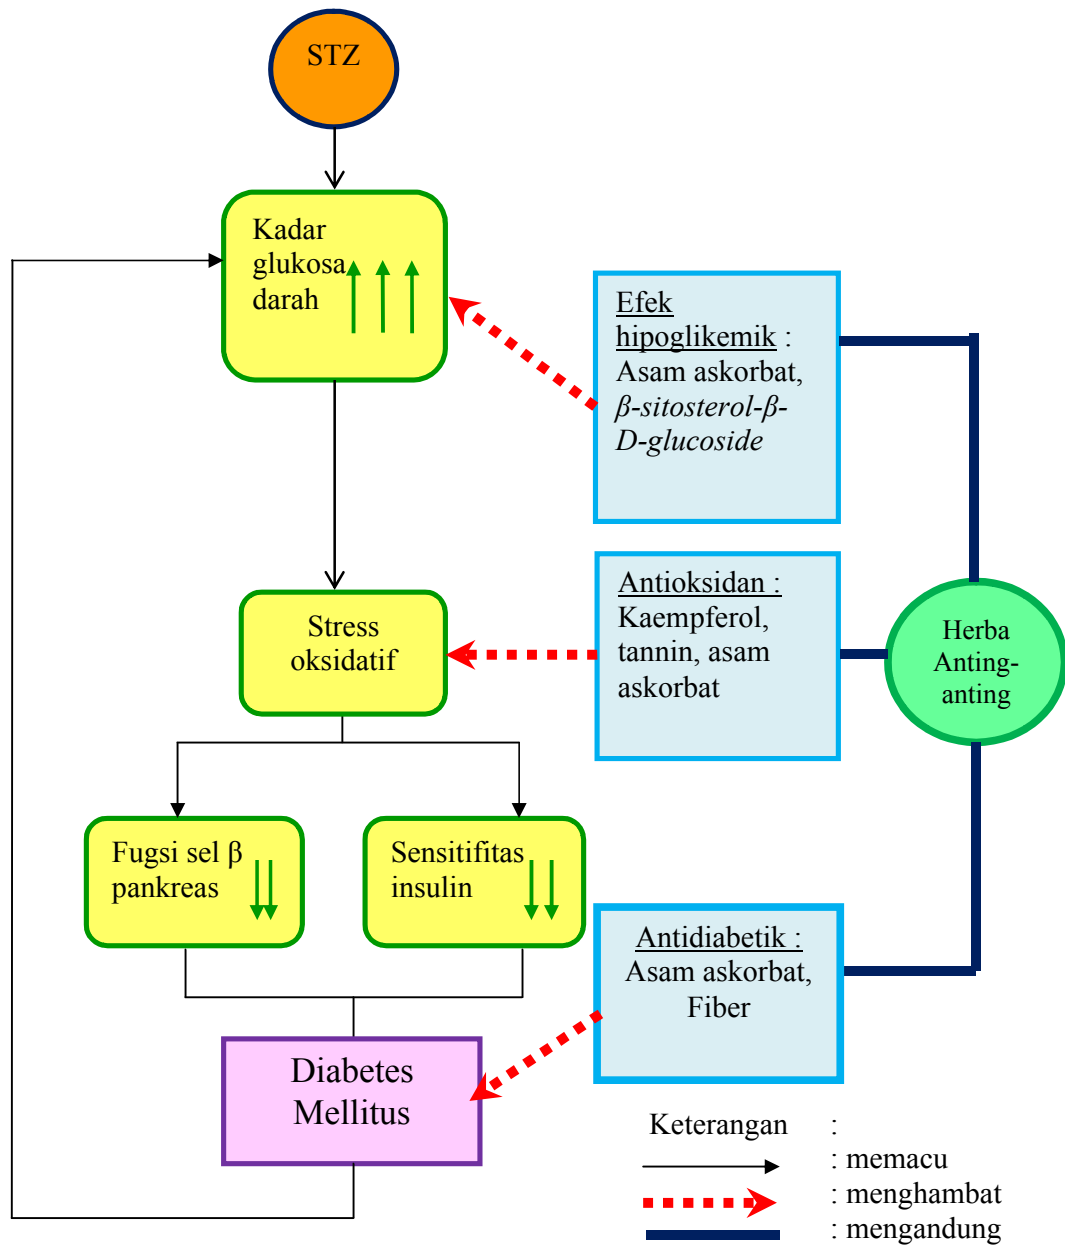 STZ
Kadar
glukosa
darah
Efek
hipoglikemik :
Asam askorbat,
β-sitosterol-β-
D-glucoside
Antioksidan :
Kaempferol,
tannin, asam
askorbat
Herba
Anting-
anting
Stress
oksidatif
Fugsi sel β
pankreas
Sensitifitas
insulin
Antidiabetik :
Asam askorbat,
Fiber
Diabetes
Mellitus
Keterangan :
: memacu
: menghambat
: mengandung